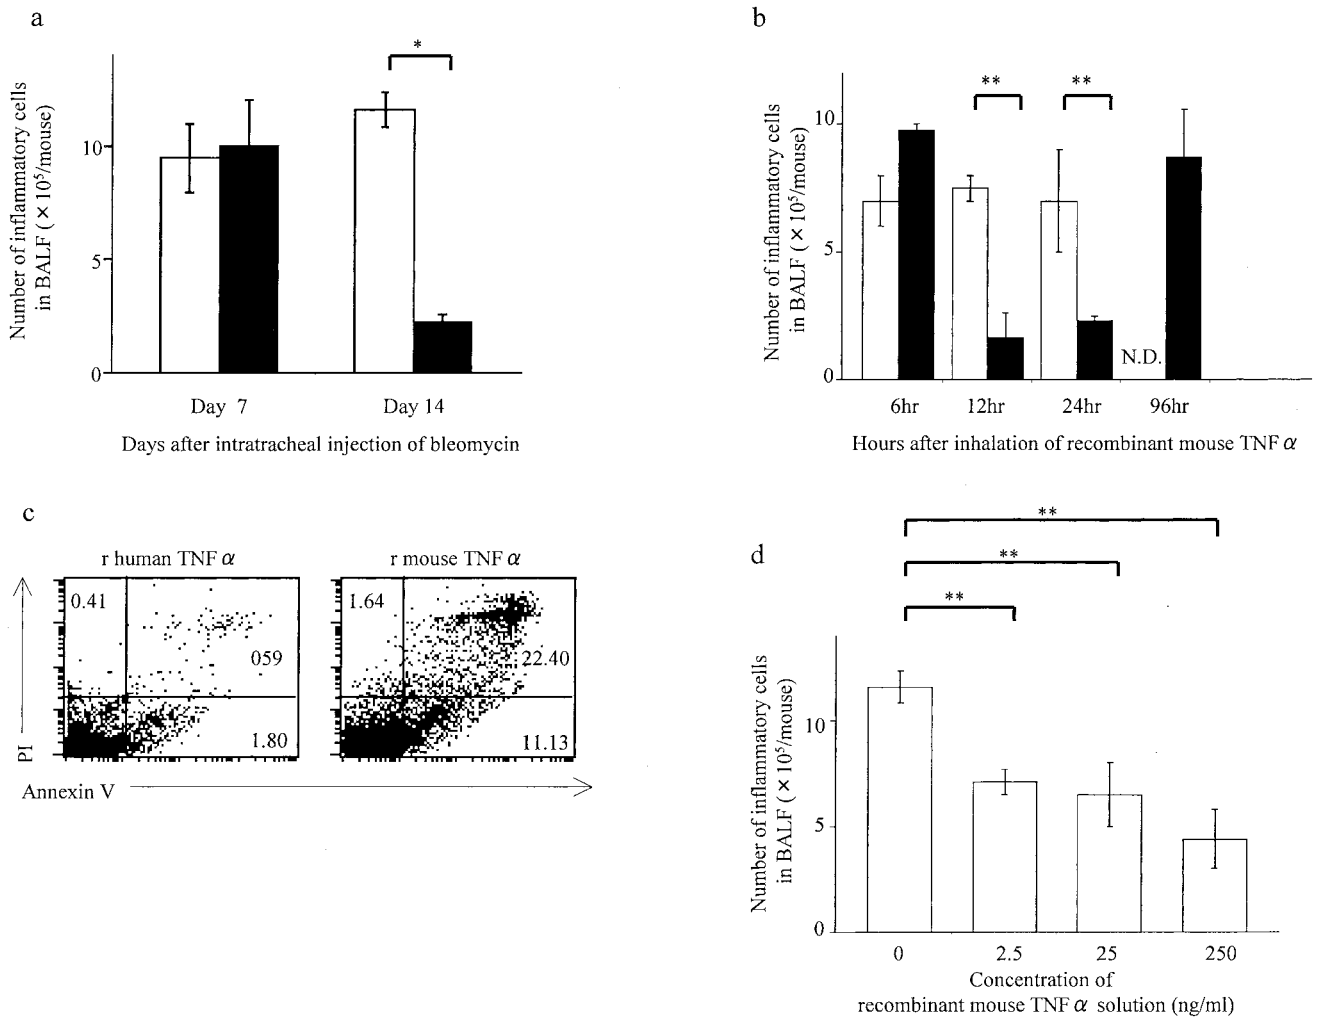 a
*
Number of inflammatory cells
in BALF ( × 10⁵/mouse)
10
5
0
Day 7
Day 14
Days after intratracheal injection of bleomycin
b
**
**
Number of inflammatory cells
in BALF ( × 10⁵/mouse)
10
5
0
N.D.
6hr
12hr
24hr
96hr
Hours after inhalation of recombinant mouse TNF α
c
r human TNF α
r mouse TNF α
0.41
059
1.80
1.64
22.40
11.13
PI
Annexin V
d
**
**
**
Number of inflammatory cells
in BALF ( × 10⁵/mouse)
10
5
0
0
2.5
25
250
Concentration of
recombinant mouse TNF α solution (ng/ml)